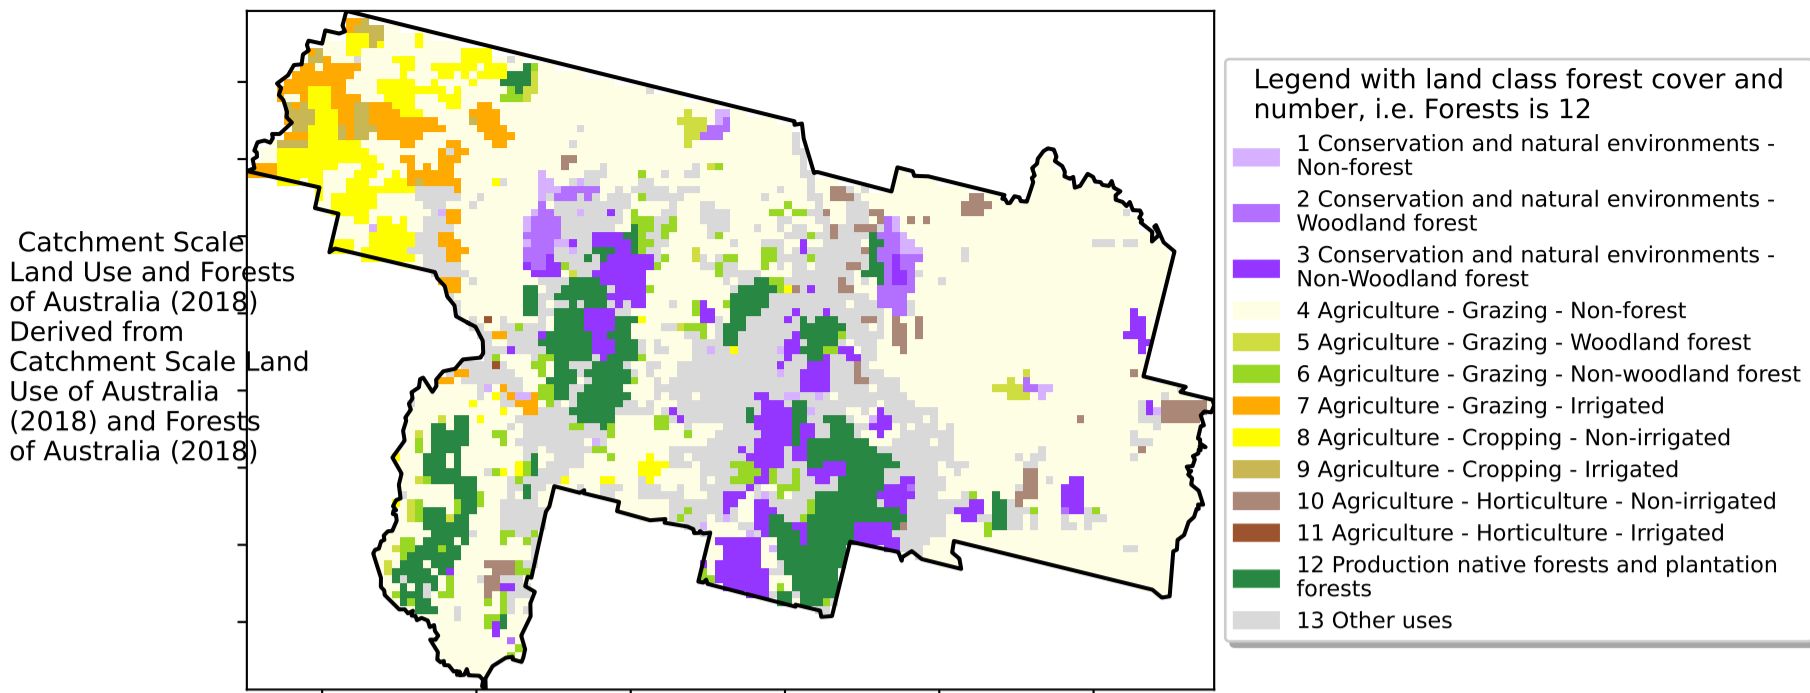 Catchment Scale
Land Use and Forests
of Australia (2018)
Derived from
Catchment Scale Land
Use of Australia
(2018) and Forests
of Australia (2018)
Legend with land class forest cover and
number, i.e. Forests is 12
1 Conservation and natural environments -
Non-forest
2 Conservation and natural environments -
Woodland forest
3 Conservation and natural environments -
Non-Woodland forest
4 Agriculture - Grazing - Non-forest
5 Agriculture - Grazing - Woodland forest
6 Agriculture - Grazing - Non-woodland forest
7 Agriculture - Grazing - Irrigated
8 Agriculture - Cropping - Non-irrigated
9 Agriculture - Cropping - Irrigated
10 Agriculture - Horticulture - Non-irrigated
11 Agriculture - Horticulture - Irrigated
12 Production native forests and plantation
forests
13 Other uses